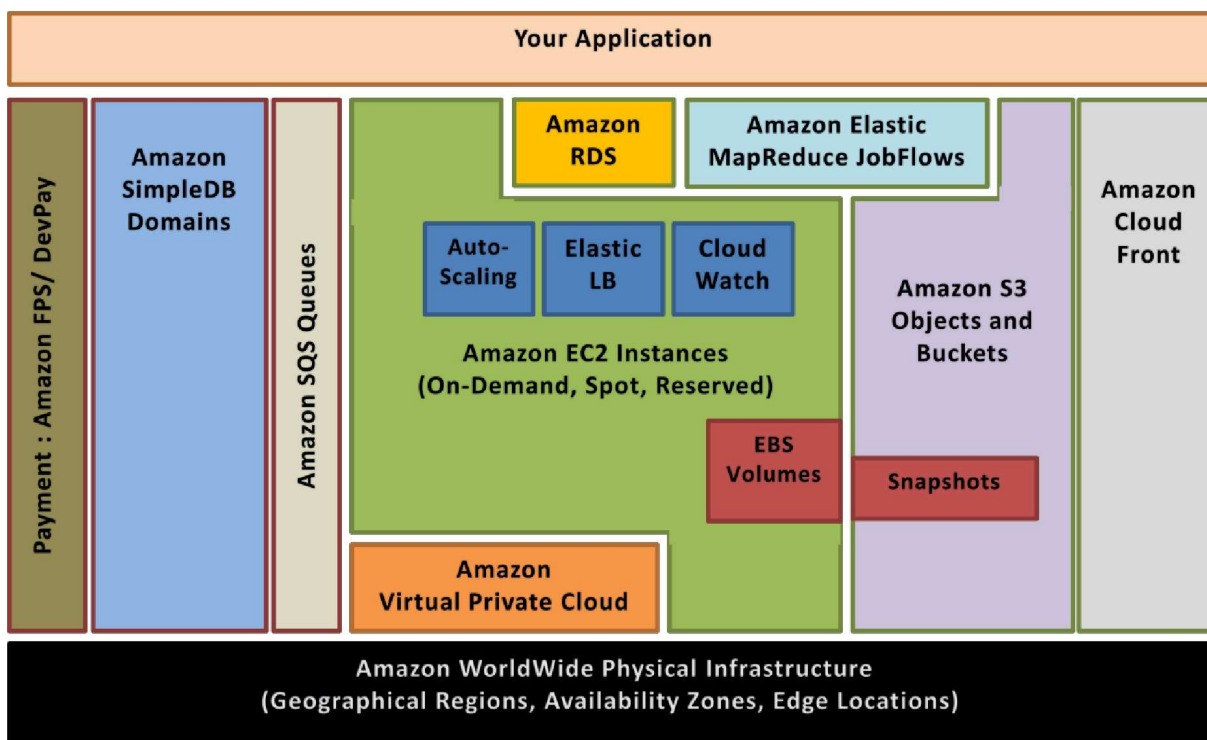 Your Application
Payment : Amazon FPS/ DevPay
Amazon
SimpleDB
Domains
Amazon SQS Queues
Amazon
RDS
Amazon Elastic
MapReduce JobFlows
Auto-
Scaling
Elastic
LB
Cloud
Watch
Amazon EC2 Instances
(On-Demand, Spot, Reserved)
EBS
Volumes
Amazon
Virtual Private Cloud
Amazon S3
Objects and
Buckets
Snapshots
Amazon
Cloud
Front
Amazon WorldWide Physical Infrastructure
(Geographical Regions, Availability Zones, Edge Locations)